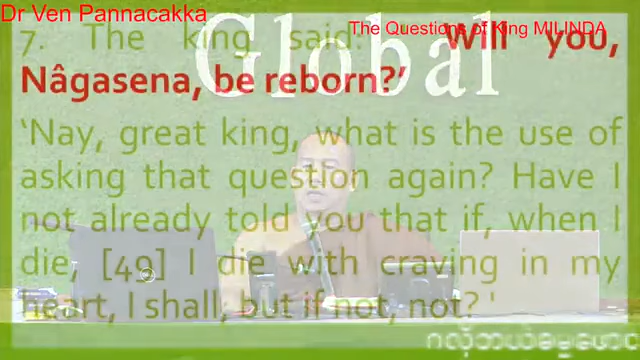 Dr Ven Pannacakka
The Questions of King MILINDA
Global
7. The king said: 'Will you,
Nâgasena, be reborn?'
'Nay, great king, what is the use of
asking that question again? Have I
not already told you that if, when I
die, [49] I die with craving in my
heart, I shall; but if not, not? '